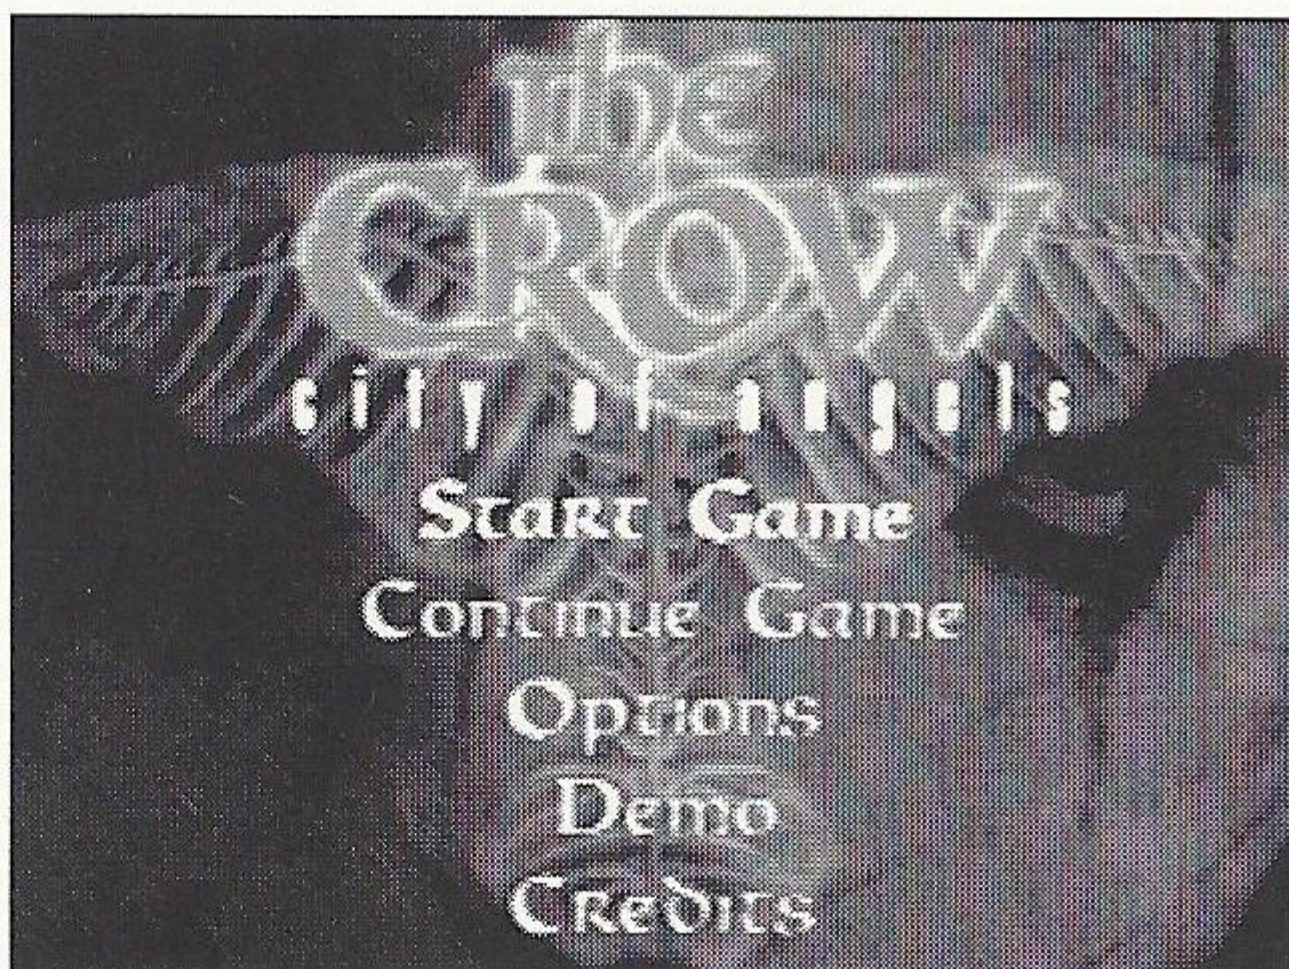 the
CROW
city of angels
Start Game
Continue Game
Options
Demo
Credits